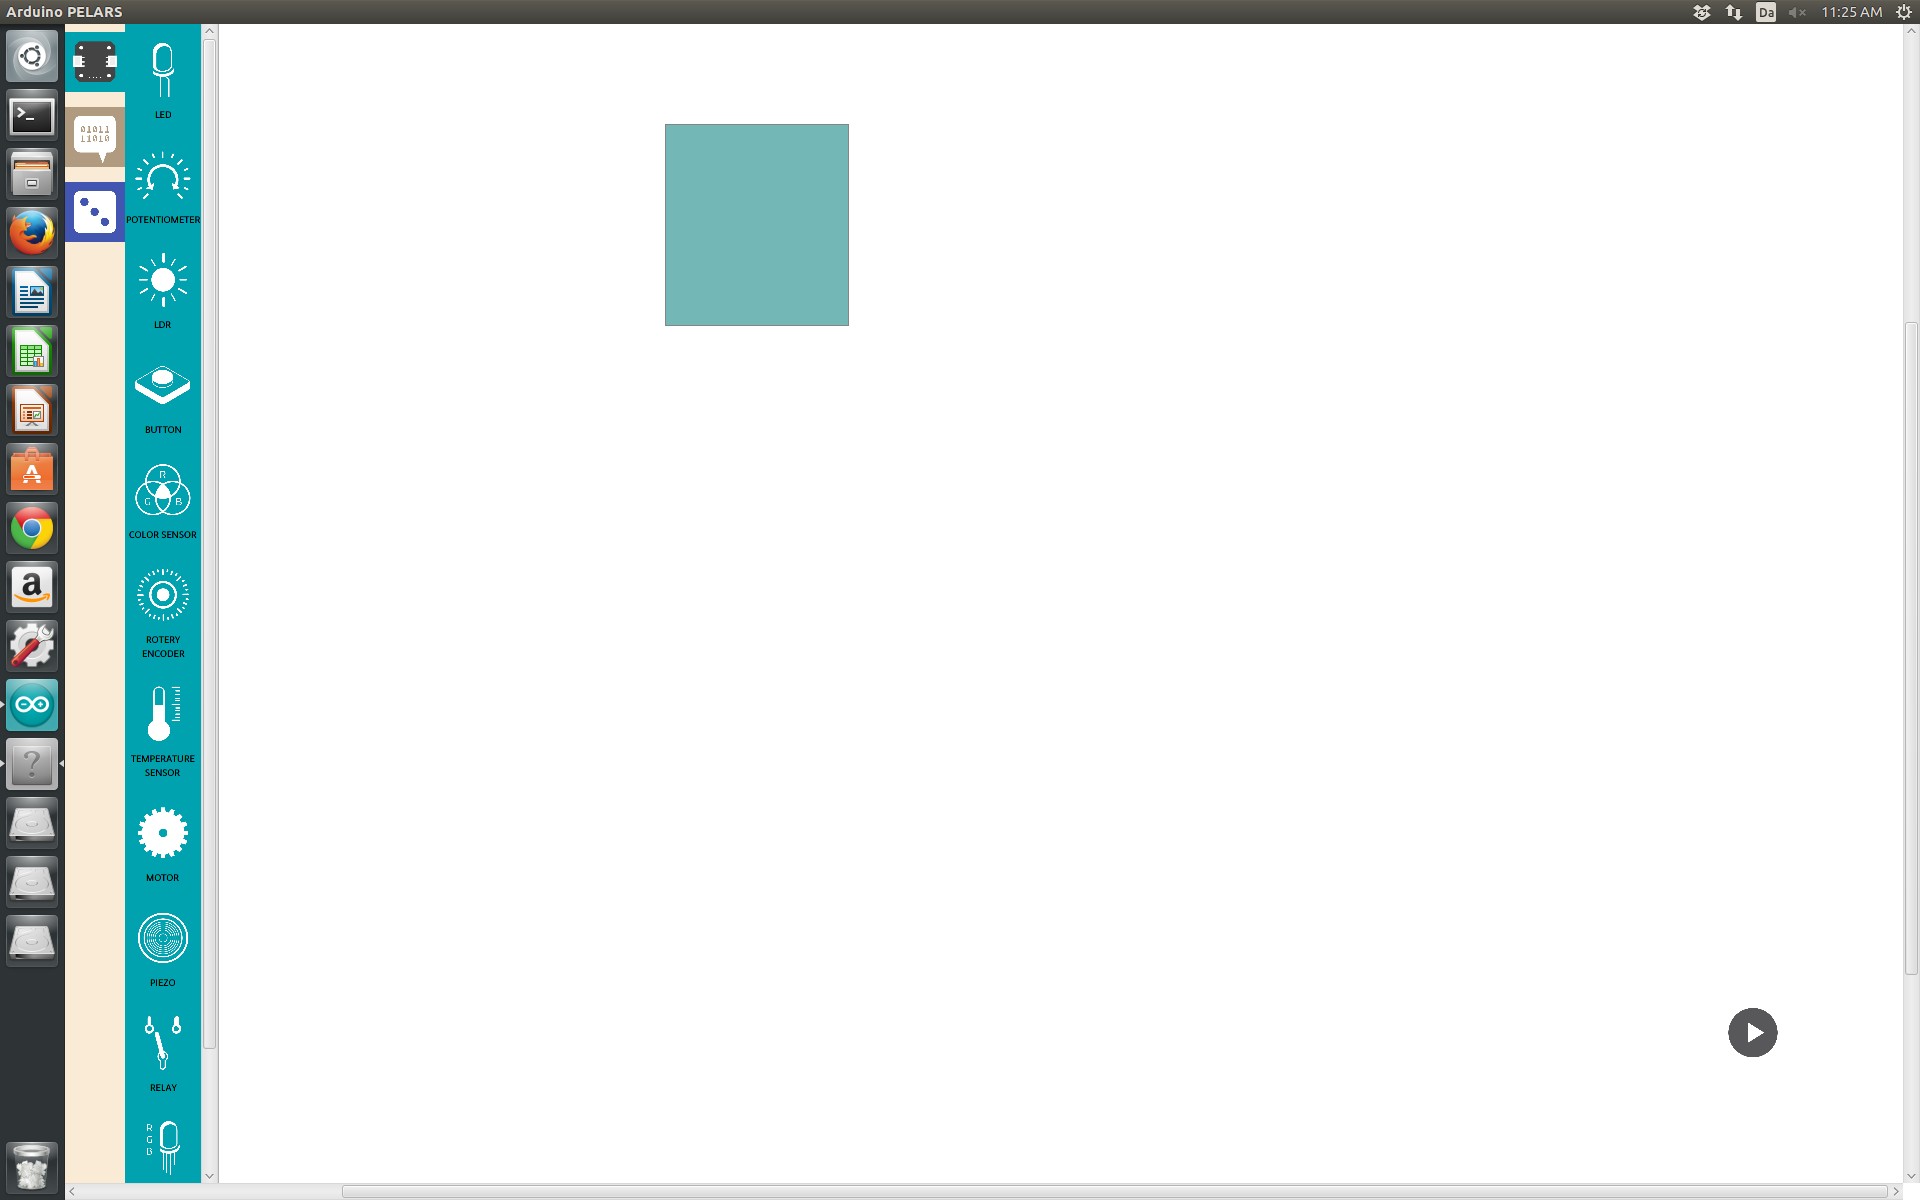 Arduino PELARS
Da
11:25 AM
01011
11010
LED
POTENTIOMETER
LDR
BUTTON
R
G B
COLOR SENSOR
ROTERY
ENCODER
TEMPERATURE
SENSOR
MOTOR
PIEZO
RELAY
R
G
B
>_
A
a
?